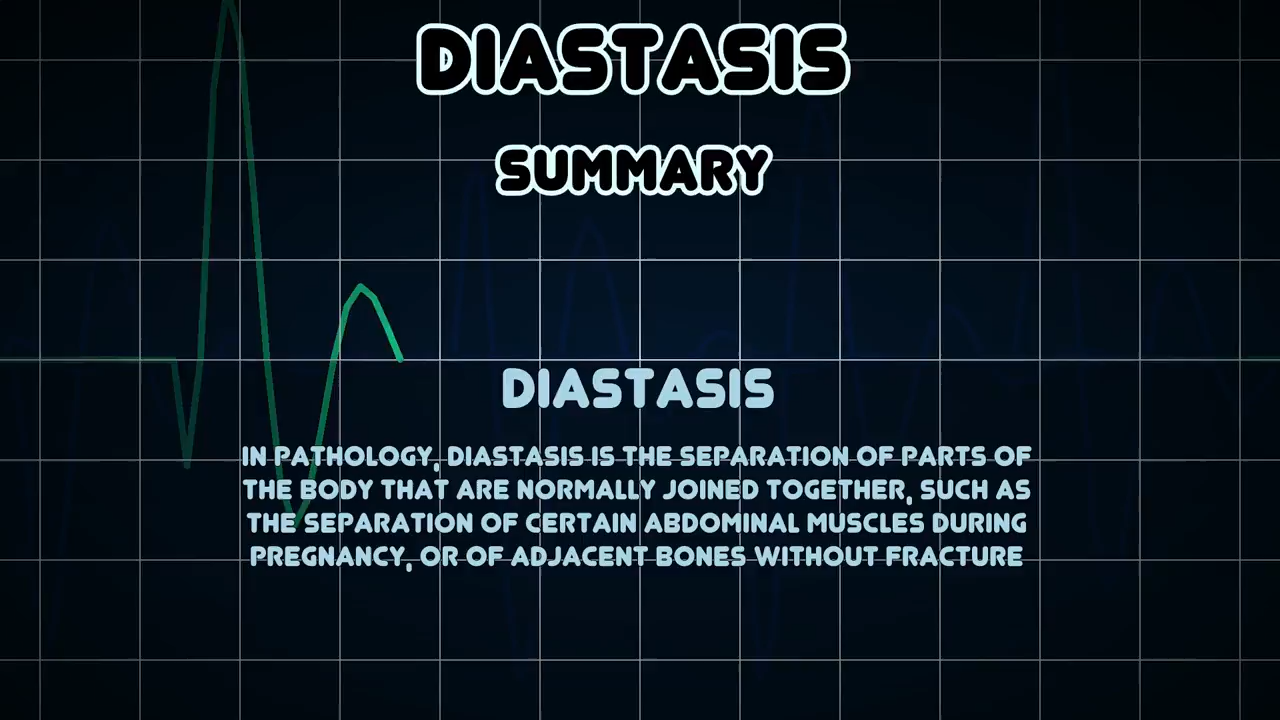 DIASTASIS
SUMMARY
DIASTASIS
IN PATHOLOGY, DIASTASIS IS THE SEPARATION OF PARTS OF
THE BODY THAT ARE NORMALLY JOINED TOGETHER, SUCH AS
THE SEPARATION OF CERTAIN ABDOMINAL MUSCLES DURING
PREGNANCY, OR OF ADJACENT BONES WITHOUT FRACTURE